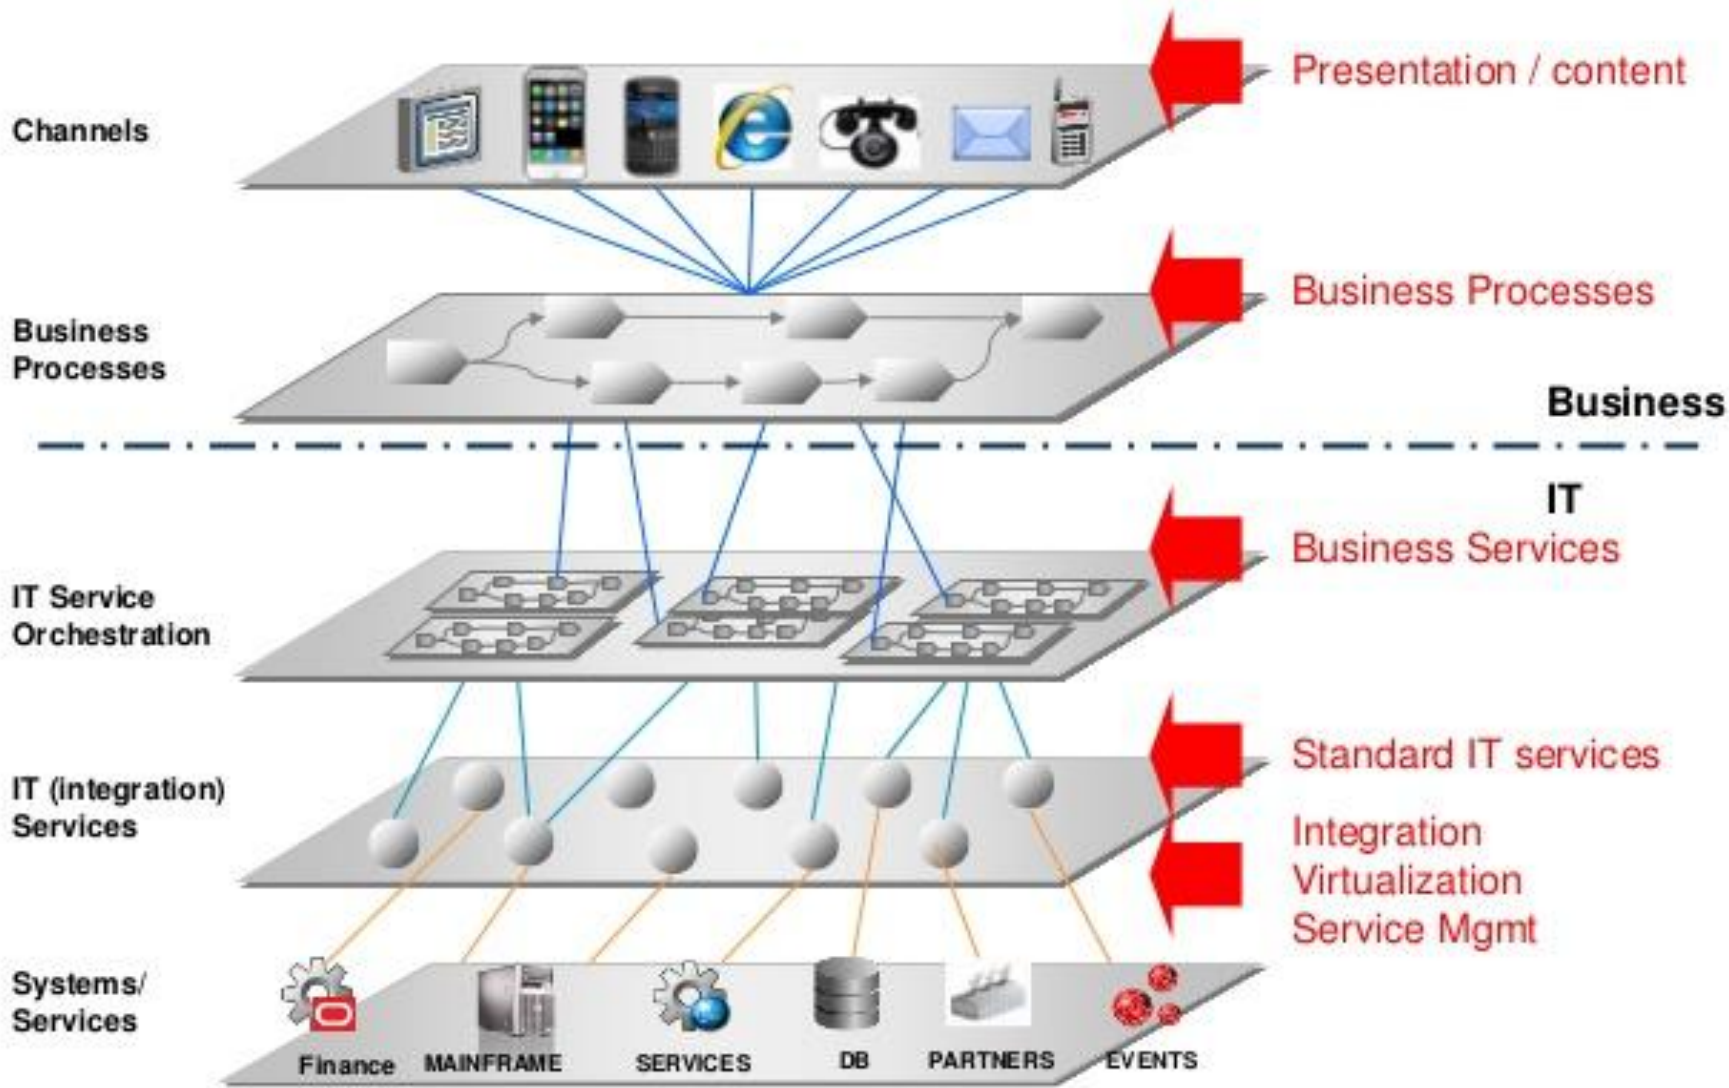 Presentation / content
Channels
Business Processes
Business
Processes
Business
IT
Business Services
IT Service
Orchestration
Standard IT services
IT (integration)
Services
Integration
Virtualization
Service Mgmt
Systems/
Services
Finance
MAINFRAME
SERVICES
DB
PARTNERS
EVENTS